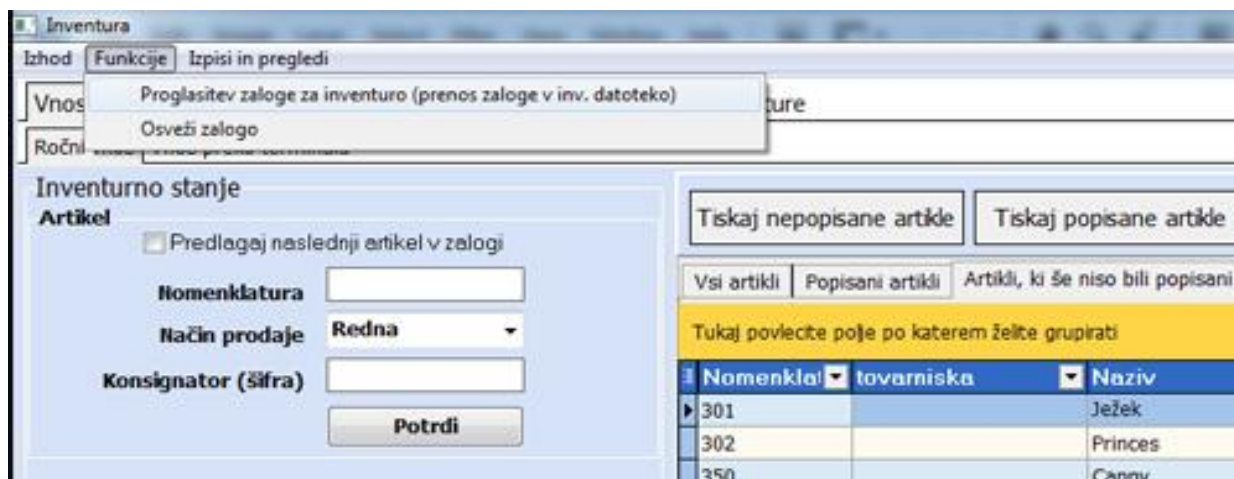 Inventura
Izhod Funkcije Izpisi in pregledi
Proglasitev zaloge za inventuro (prenos zaloge v inv. datoteko)
Osveži zalogo
Vnos
ture
Ročni
Inventurno stanje
Artikel
Predlagaj naslednji artikel v zalogi
Nomenklatura
Način prodaje Redna
Konsignator (šifra)
Potrdi
Tiskaj nepopisane artikle Tiskaj popisane artikle
Vsi artikli Popisani artikli Artikli, ki še niso bili popisani
Tukaj povlecite polje po katerem želite grupirati
Nomenklat tovarniska Naziv
301 Ježek
302 Princes
350 Canny